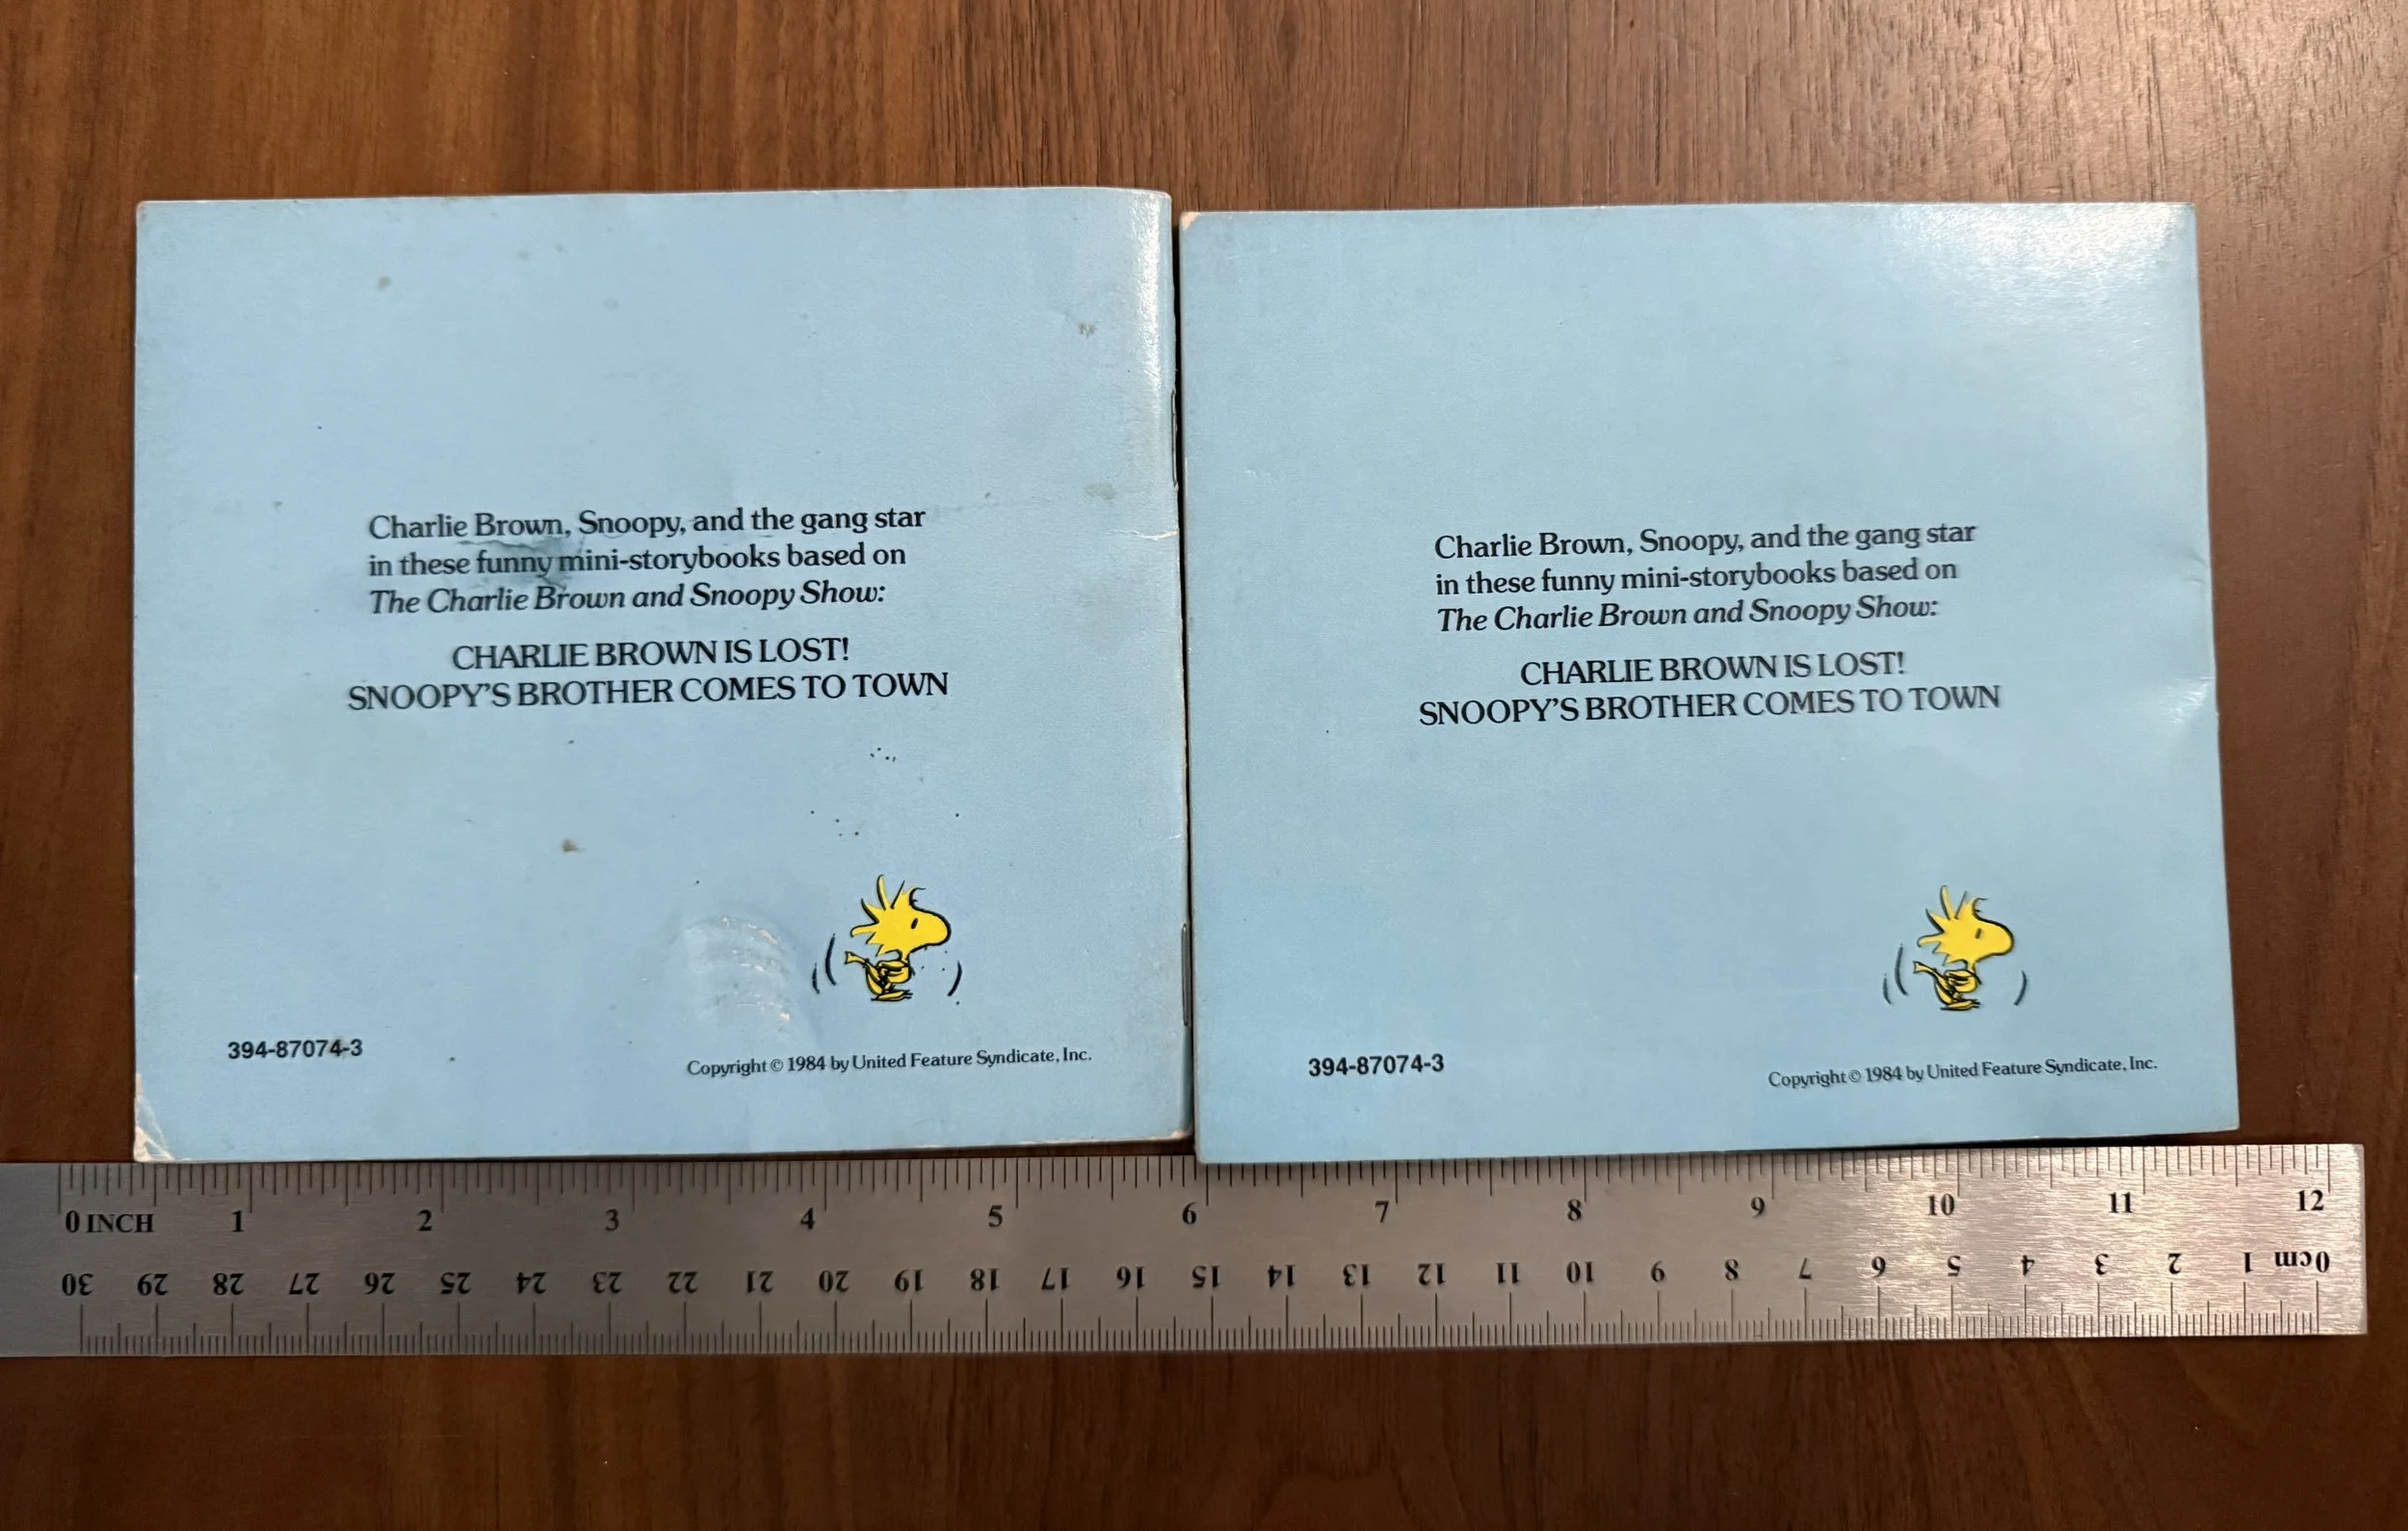 Charlie Brown, Snoopy, and the gang star
in these funny mini-storybooks based on
The Charlie Brown and Snoopy Show:
CHARLIE BROWN IS LOST!
SNOOPY'S BROTHER COMES TO TOWN
394-87074-3
Copyright © 1984 by United Feature Syndicate, Inc.
Charlie Brown, Snoopy, and the gang star
in these funny mini-storybooks based on
The Charlie Brown and Snoopy Show:
CHARLIE BROWN IS LOST!
SNOOPY'S BROTHER COMES TO TOWN
394-87074-3
Copyright © 1984 by United Feature Syndicate, Inc.
0 INCH 1 2 3 4 5 6 7 8 9 10 11 12
30 29 28 27 26 25 24 23 22 21 20 19 18 17 16 15 14 13 12 11 10 9 8 7 6 5 4 3 2 1 0cm